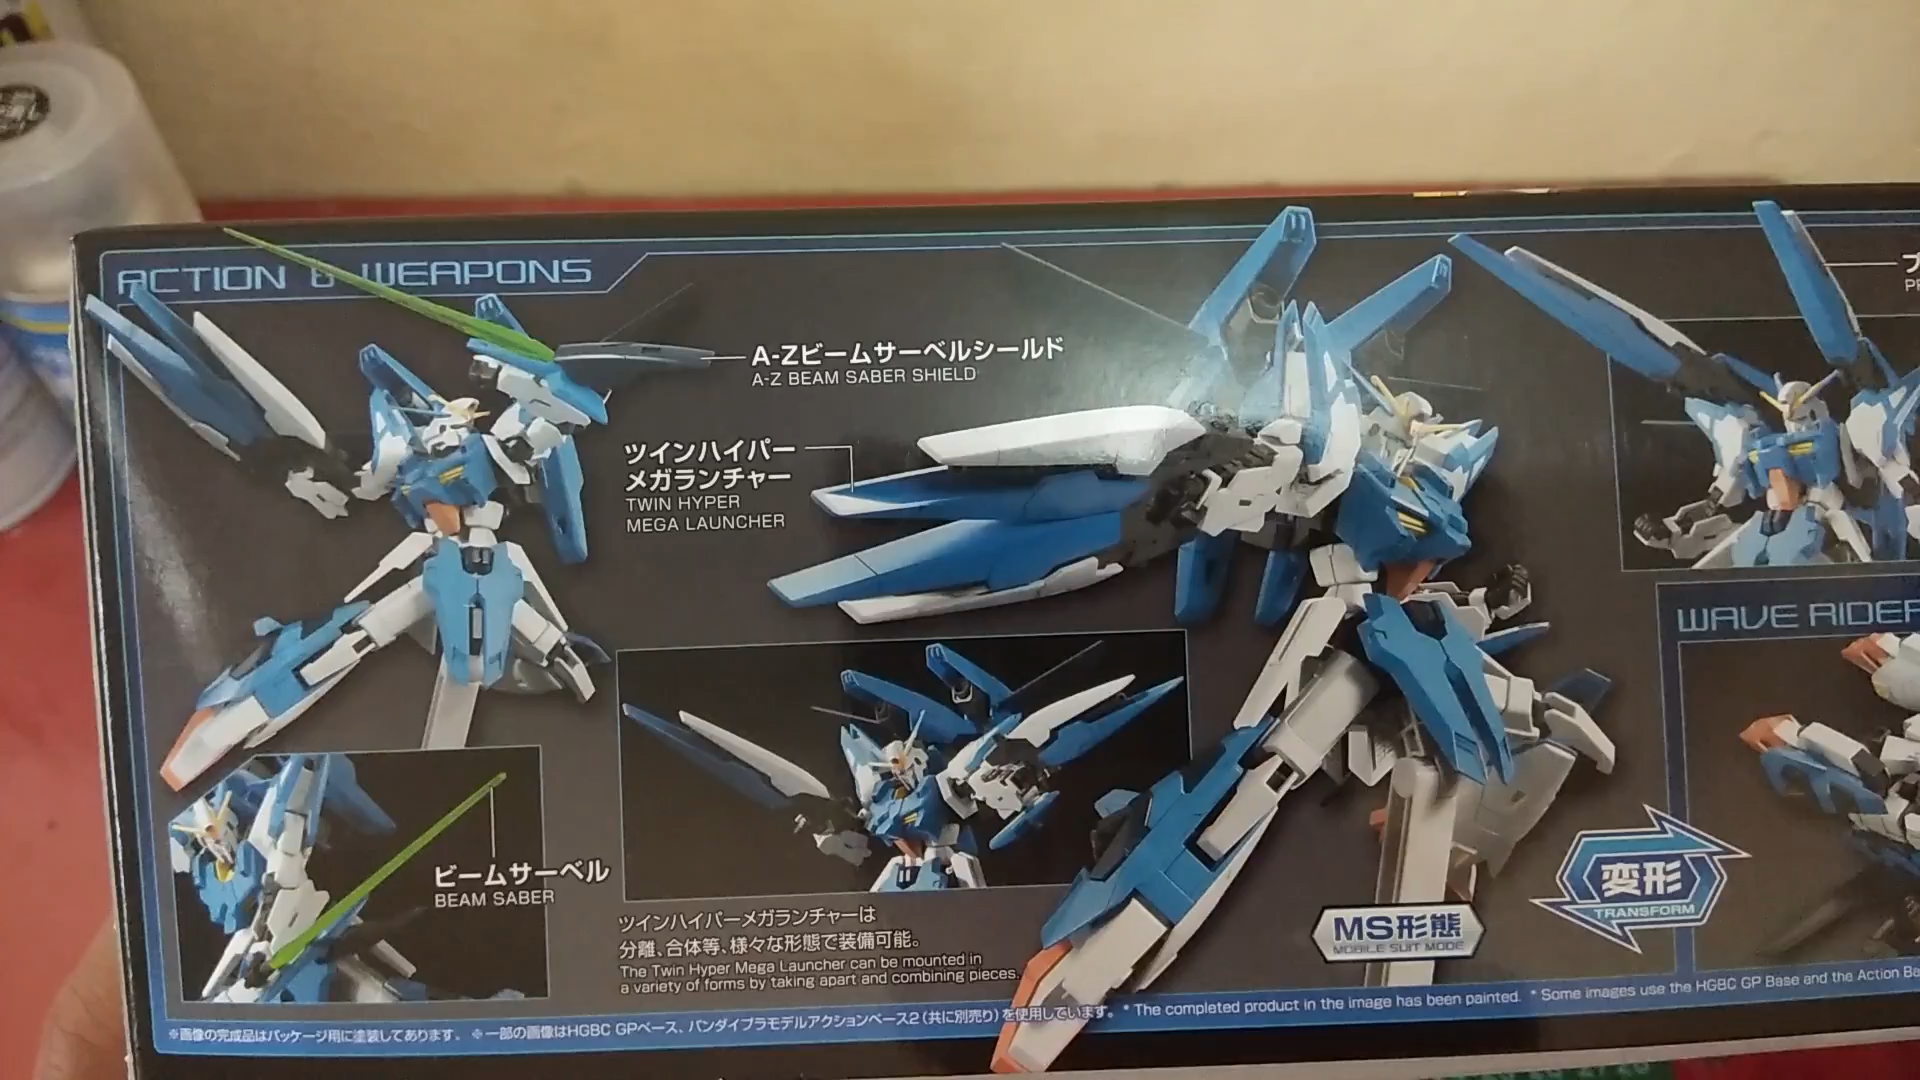 ACTION & WEAPONS
A-Zビームサーベルシールド
A-Z BEAM SABER SHIELD
ツインハイパー
メガランチャー
TWIN HYPER
MEGA LAUNCHER
WAVE RIDER
ビームサーベル
BEAM SABER
ツインハイパーメガランチャーは
分離、合体等、様々な形態で装備可能。
The Twin Hyper Mega Launcher can be mounted in
a variety of forms by taking apart and combining pieces.
MS形態
MOBILE SUIT MODE
変形
TRANSFORM
※画像の完成品はパッケージ用に塗装してあります。 ※一部の画像はHGBC GPベース、バンダイプラモデルアクションベース2(共に別売り)を使用しています。 * The completed product in the image has been painted. * Some images use the HGBC GP Base and the Action Ba